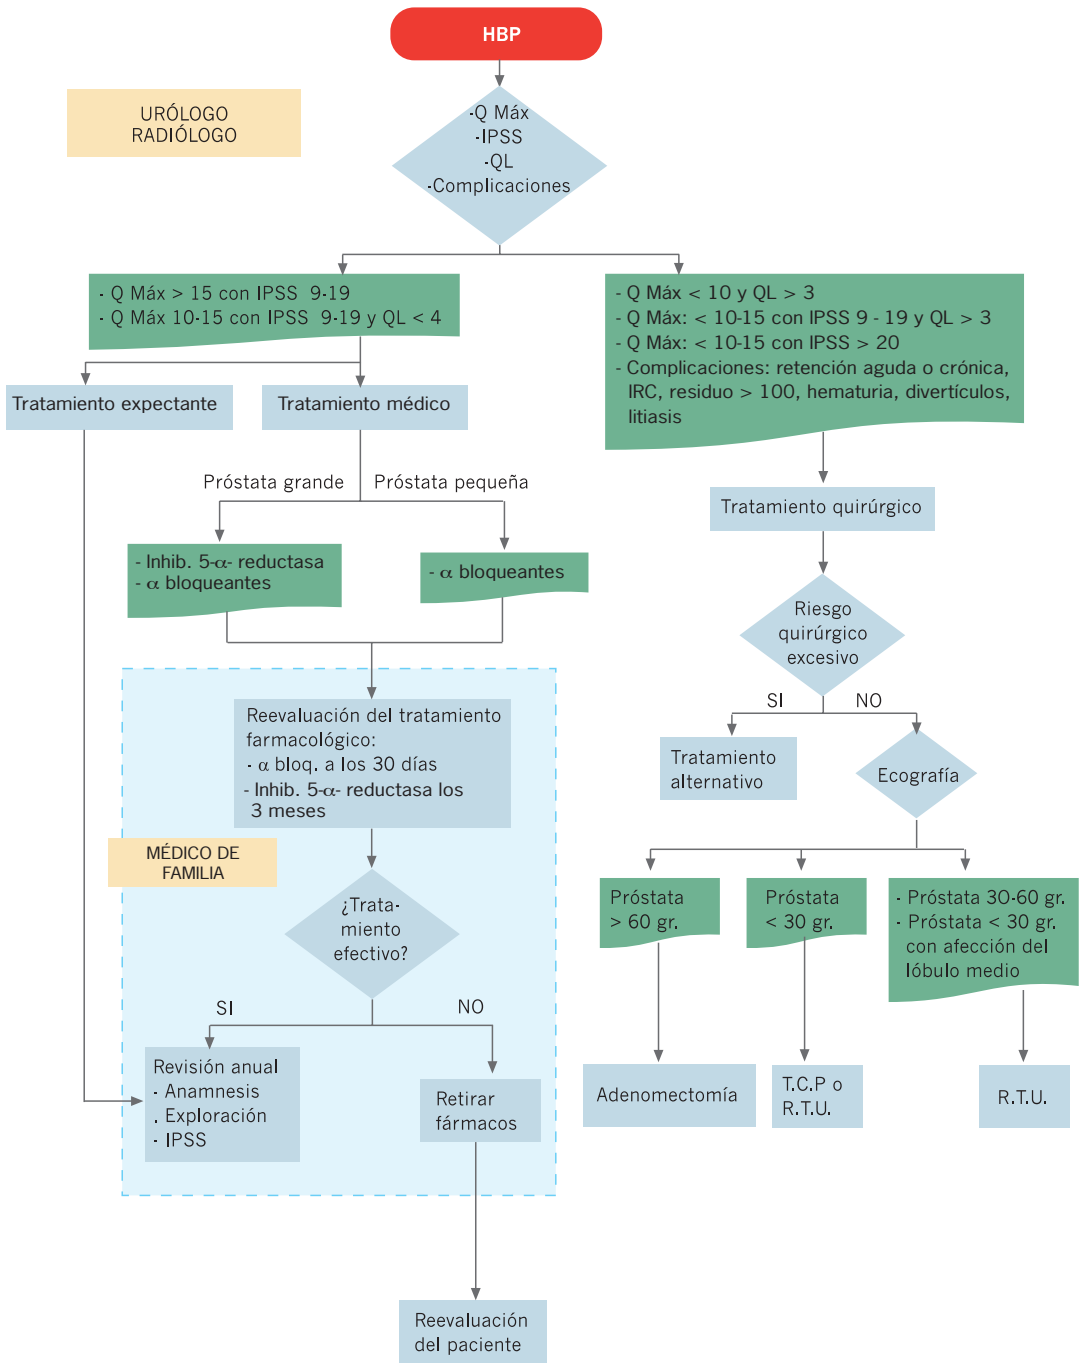 HBP
URÓLOGO
RADIÓLOGO
-Q Máx
-IPSS
-QL
-Complicaciones
- Q Máx > 15 con IPSS 9-19
- Q Máx 10-15 con IPSS 9-19 y QL < 4
- Q Máx < 10 y QL > 3
- Q Máx: < 10-15 con IPSS 9 - 19 y QL > 3
- Q Máx: < 10-15 con IPSS > 20
- Complicaciones: retención aguda o crónica,
IRC, residuo > 100, hematuria, divertículos,
litiasis
Tratamiento expectante
Tratamiento médico
Próstata grande
Próstata pequeña
Tratamiento quirúrgico
- Inhib. 5-α- reductasa
- α bloqueantes
- α bloqueantes
Riesgo
quirúrgico
excesivo
SI
NO
Reevaluación del tratamiento
farmacológico:
- α bloq. a los 30 días
- Inhib. 5-α- reductasa los
3 meses
Tratamiento
alternativo
Ecografía
MÉDICO DE
FAMILIA
¿Trata-
miento
efectivo?
Próstata
> 60 gr.
Próstata
< 30 gr.
- Próstata 30-60 gr.
- Próstata < 30 gr.
con afección del
lóbulo medio
SI
NO
Revisión anual
- Anamnesis
. Exploración
- IPSS
Retirar
fármacos
Adenomectomía
T.C.P o
R.T.U.
R.T.U.
Reevaluación
del paciente